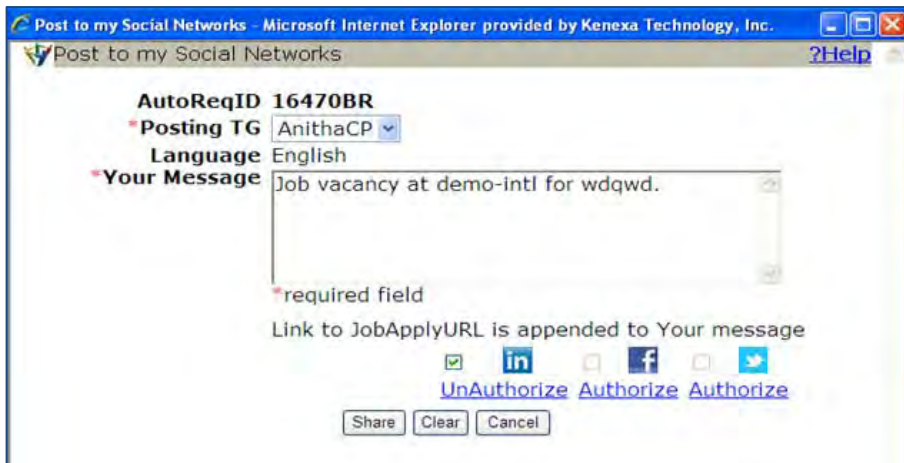 Post to my Social Networks - Microsoft Internet Explorer provided by Kenexa Technology, Inc.
Post to my Social Networks ?Help
AutoReqID 16470BR
*Posting TG AnithaCP
Language English
*Your Message Job vacancy at demo-intl for wdqwd.
*required field
Link to JobApplyURL is appended to Your message
in f
UnAuthorize Authorize Authorize
Share Clear Cancel